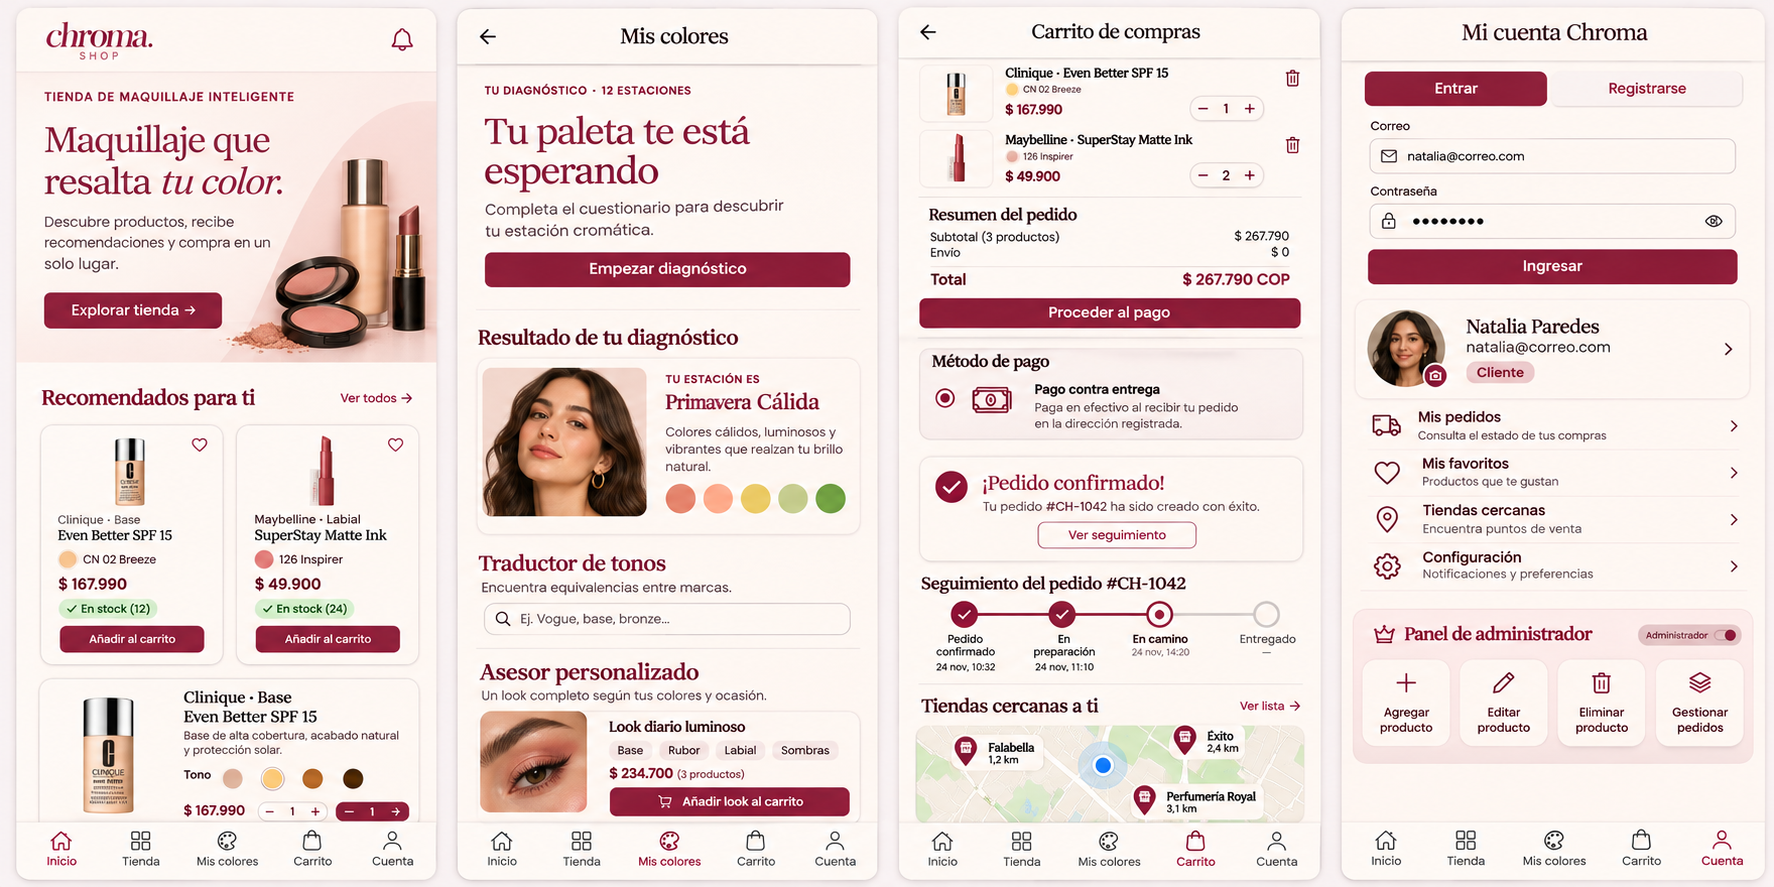 chroma.
SHOP
TIENDA DE MAQUILLAJE INTELIGENTE
Maquillaje que
resalta tu color.
Descubre productos, recibe
recomendaciones y compra en un
solo lugar.
Explorar tienda →
Recomendados para ti
Ver todos →
Clinique · Base
Even Better SPF 15
CN 02 Breeze
$ 167.990
✓ En stock (12)
Añadir al carrito
Maybelline · Labial
SuperStay Matte Ink
126 Inspirer
$ 49.900
✓ En stock (24)
Añadir al carrito
CLINIQUE
Clinique · Base
Even Better SPF 15
Base de alta cobertura, acabado natural
y protección solar.
Tono
$ 167.990
− 1 +
− 1 →
Inicio
Tienda
Mis colores
Carrito
Cuenta
← Mis colores
TU DIAGNÓSTICO · 12 ESTACIONES
Tu paleta te está
esperando
Completa el cuestionario para descubrir
tu estación cromática.
Empezar diagnóstico
Resultado de tu diagnóstico
TU ESTACIÓN ES
Primavera Cálida
Colores cálidos, luminosos y
vibrantes que realzan tu brillo
natural.
Traductor de tonos
Encuentra equivalencias entre marcas.
Ej. Vogue, base, bronze...
Asesor personalizado
Un look completo según tus colores y ocasión.
Look diario luminoso
Base Rubor Labial Sombras
$ 234.700 (3 productos)
Añadir look al carrito
Inicio
Tienda
Mis colores
Carrito
Cuenta
← Carrito de compras
Clinique · Even Better SPF 15
CN 02 Breeze
$ 167.990
− 1 +
Maybelline · SuperStay Matte Ink
126 Inspirer
$ 49.900
− 2 +
Resumen del pedido
Subtotal (3 productos) $ 267.790
Envío $ 0
Total $ 267.790 COP
Proceder al pago
Método de pago
Pago contra entrega
Paga en efectivo al recibir tu pedido
en la dirección registrada.
¡Pedido confirmado!
Tu pedido #CH-1042 ha sido creado con éxito.
Ver seguimiento
Seguimiento del pedido #CH-1042
Pedido
confirmado
24 nov, 10:32
En
preparación
24 nov, 11:10
En camino
24 nov, 14:20
Entregado
—
Tiendas cercanas a ti
Ver lista →
Falabella
1,2 km
Éxito
2,4 km
Perfumería Royal
3,1 km
Inicio
Tienda
Mis colores
Carrito
Cuenta
Mi cuenta Chroma
Entrar
Registrarse
Correo
natalia@correo.com
Contraseña
●●●●●●●●
Ingresar
Natalia Paredes
natalia@correo.com
Cliente
Mis pedidos
Consulta el estado de tus compras
Mis favoritos
Productos que te gustan
Tiendas cercanas
Encuentra puntos de venta
Configuración
Notificaciones y preferencias
Panel de administrador
Administrador
Agregar
producto
Editar
producto
Eliminar
producto
Gestionar
pedidos
Inicio
Tienda
Mis colores
Carrito
Cuenta